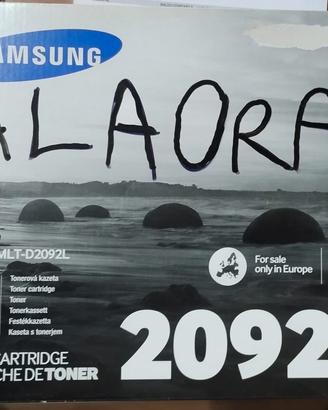 SAMSUNG
ALAORA
MLT-D2092L
For sale
only in Europe
Tonerová kazeta
Toner cartridge
Toner
Tonerkassett
Festékkazetta
Kaseta s tonerjem
CARTRIDGE
CHE DE TONER
2092